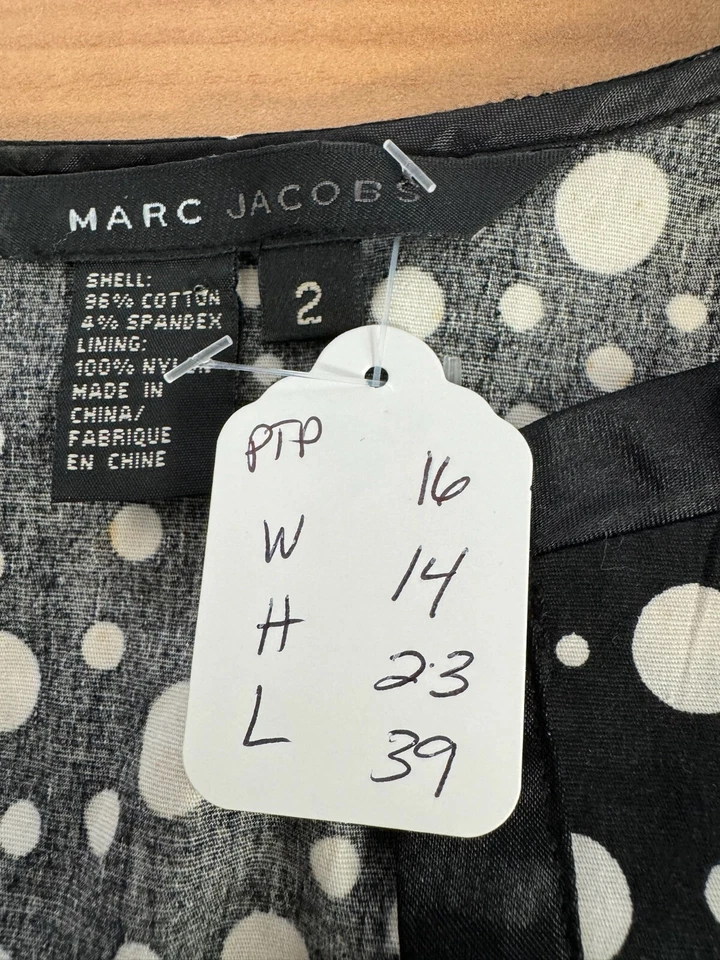 MARC JACOBS
SHELL:
96% COTTON
4% SPANDEX
LINING:
100% NYLON
MADE IN
CHINA/
FABRIQUE
EN CHINE
2
PTP 16
W 14
H 23
L 39